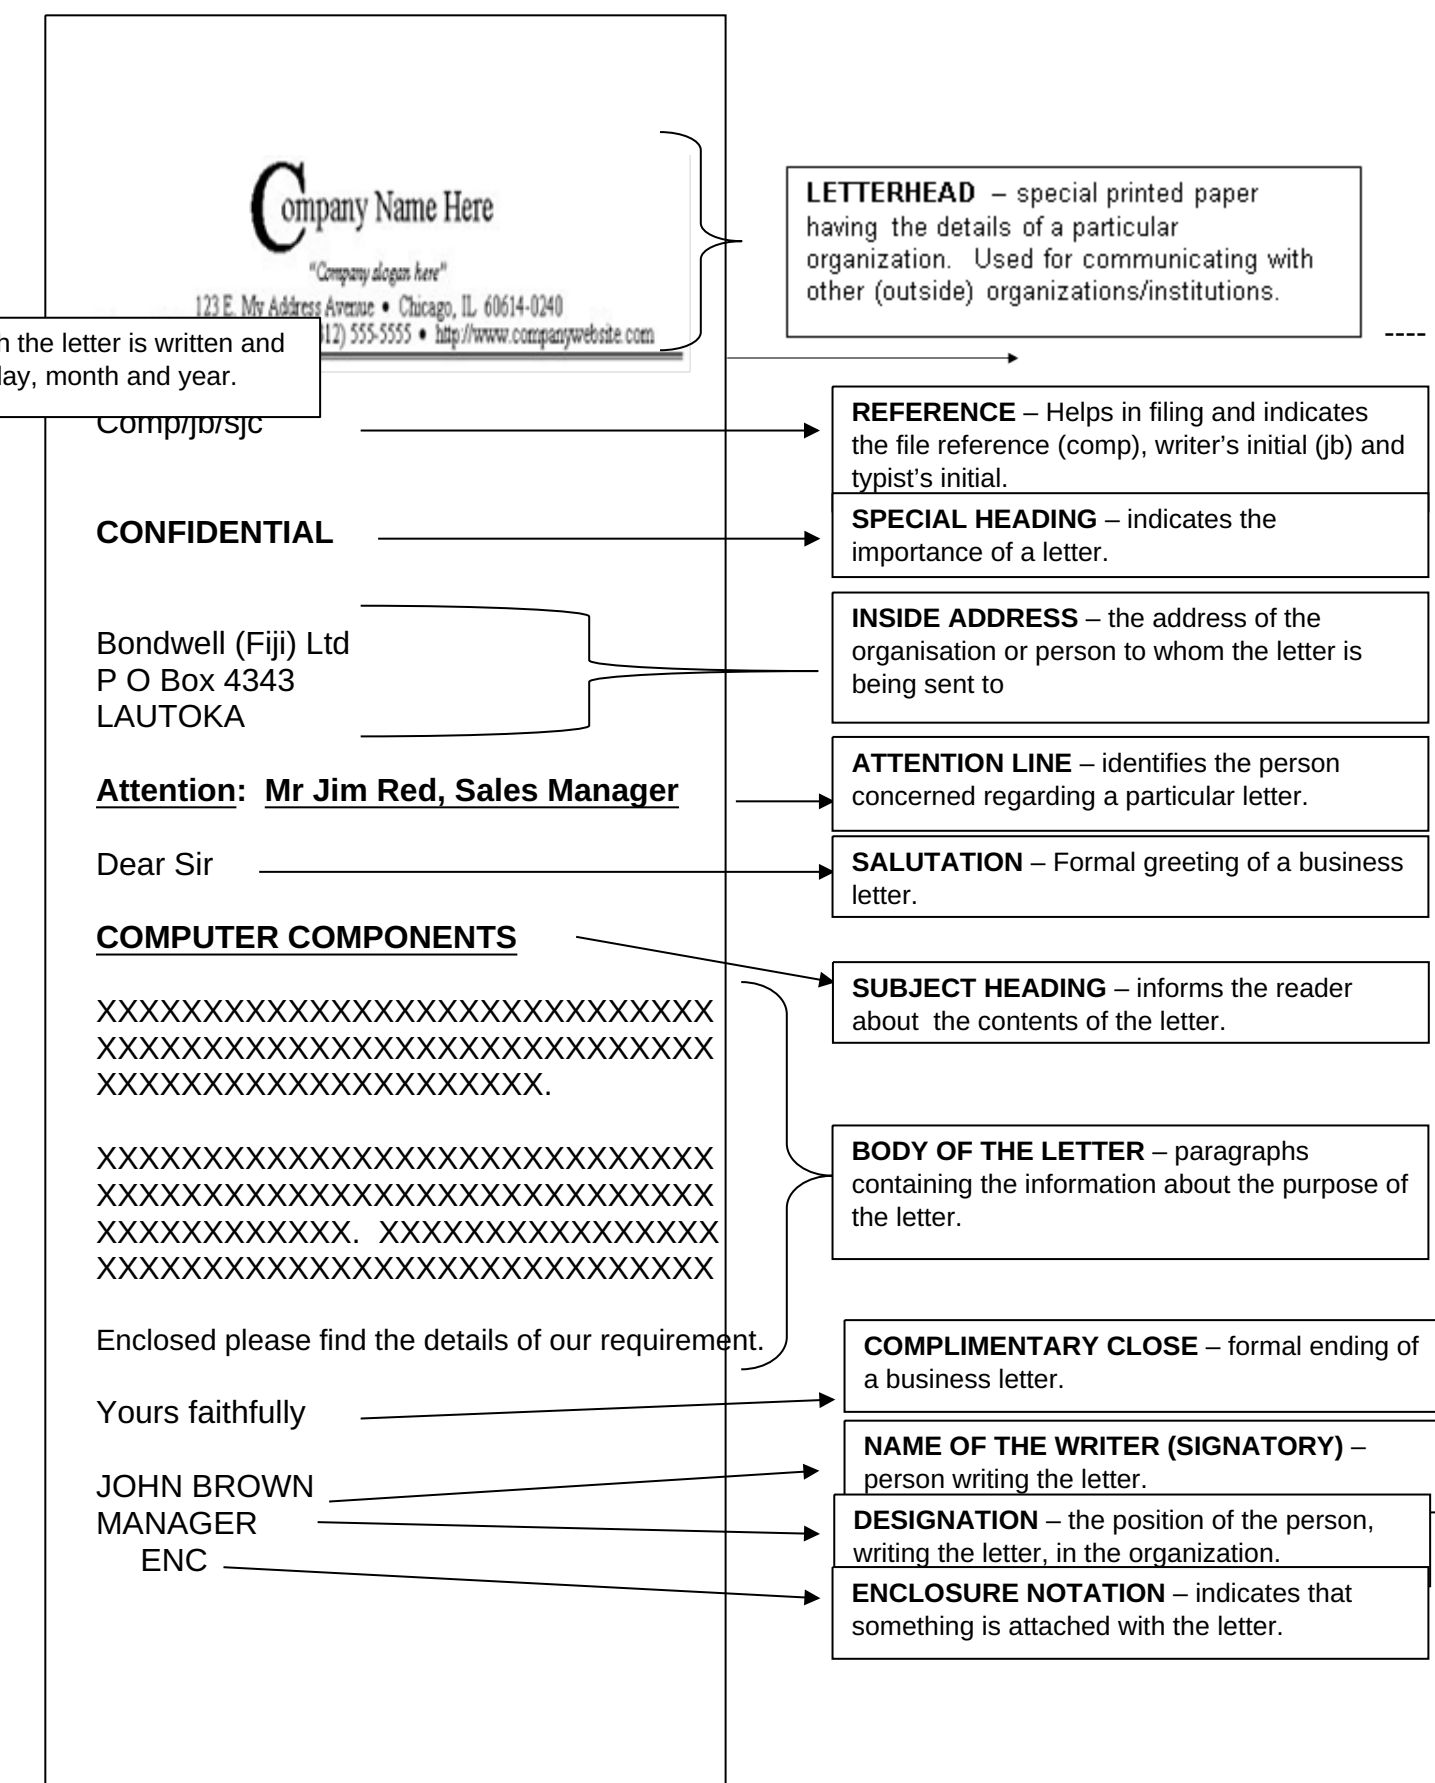 Company Name Here
"Company slogan here"
123 E. My Address Avenue • Chicago, IL 60614-0240
312) 555-5555 • http://www.companywebsite.com
LETTERHEAD – special printed paper
having the details of a particular
organization. Used for communicating with
other (outside) organizations/institutions.
----
the letter is written and
month and year.
Comp/jb/sjc
REFERENCE – Helps in filing and indicates
the file reference (comp), writer’s initial (jb) and
typist’s initial.
CONFIDENTIAL
SPECIAL HEADING – indicates the
importance of a letter.
Bondwell (Fiji) Ltd
P O Box 4343
LAUTOKA
INSIDE ADDRESS – the address of the
organisation or person to whom the letter is
being sent to
Attention: Mr Jim Red, Sales Manager
ATTENTION LINE – identifies the person
concerned regarding a particular letter.
Dear Sir
SALUTATION – Formal greeting of a business
letter.
COMPUTER COMPONENTS
SUBJECT HEADING – informs the reader
about the contents of the letter.
XXXXXXXXXXXXXXXXXXXXXXXXXXXXX
XXXXXXXXXXXXXXXXXXXXXXXXXXXXX
XXXXXXXXXXXXXXXXXXXXX.
XXXXXXXXXXXXXXXXXXXXXXXXXXXXX
XXXXXXXXXXXXXXXXXXXXXXXXXXXXX
XXXXXXXXXXXX. XXXXXXXXXXXXXXXX
XXXXXXXXXXXXXXXXXXXXXXXXXXXXX
BODY OF THE LETTER – paragraphs
containing the information about the purpose of
the letter.
Enclosed please find the details of our requirement.
COMPLIMENTARY CLOSE – formal ending of
a business letter.
Yours faithfully
NAME OF THE WRITER (SIGNATORY) –
person writing the letter.
JOHN BROWN
MANAGER
DESIGNATION – the position of the person,
writing the letter, in the organization.
ENC
ENCLOSURE NOTATION – indicates that
something is attached with the letter.